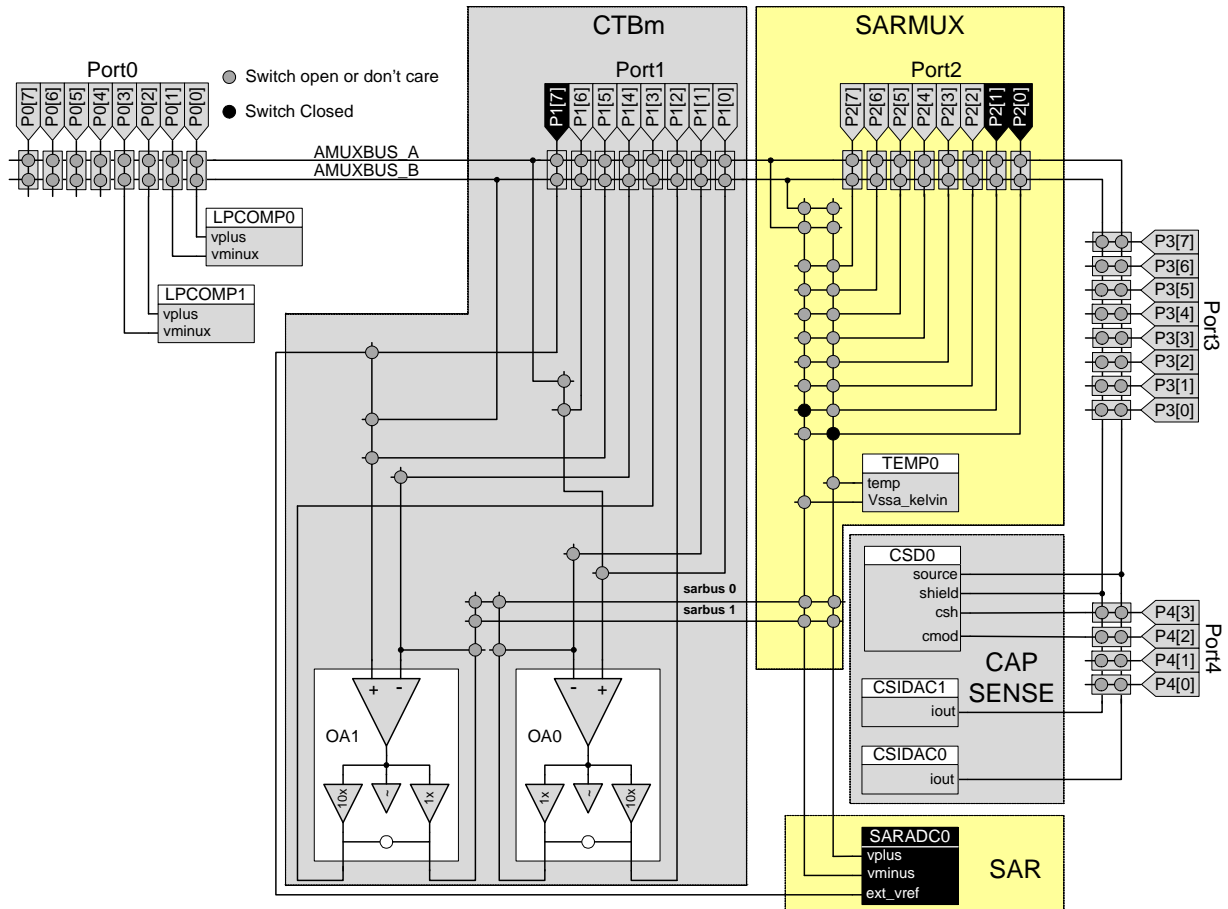 CTBm
SARMUX
Port0
Switch open or don't care
Switch Closed
Port1
Port2
P0[7]
P0[6]
P0[5]
P0[4]
P0[3]
P0[2]
P0[1]
P0[0]
P1[7]
P1[6]
P1[5]
P1[4]
P1[3]
P1[2]
P1[1]
P1[0]
P2[7]
P2[6]
P2[5]
P2[4]
P2[3]
P2[2]
P2[1]
P2[0]
AMUXBUS_A
AMUXBUS_B
LPCOMP0
vplus
vminux
LPCOMP1
vplus
vminux
P3[7]
P3[6]
P3[5]
P3[4]
P3[3]
P3[2]
P3[1]
P3[0]
Port3
TEMP0
temp
Vssa_kelvin
CSD0
source
shield
csh
cmod
sarbus 0
sarbus 1
P4[3]
P4[2]
P4[1]
P4[0]
Port4
CAP
SENSE
CSIDAC1
iout
CSIDAC0
iout
+
-
OA1
10x
~
1x
-
+
OA0
1x
~
10x
SARADC0
vplus
vminus
ext_vref
SAR